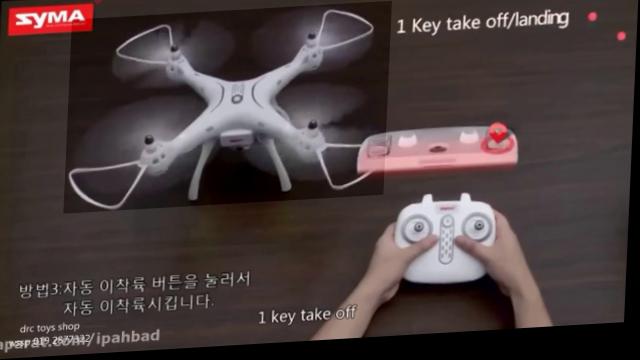 SYMA
1 Key take off/landing
방법3:자동 이착륙 버튼을 눌러서
자동 이착륙시킵니다.
1 key take off
drc toys shop
aparat.com/ipahbad